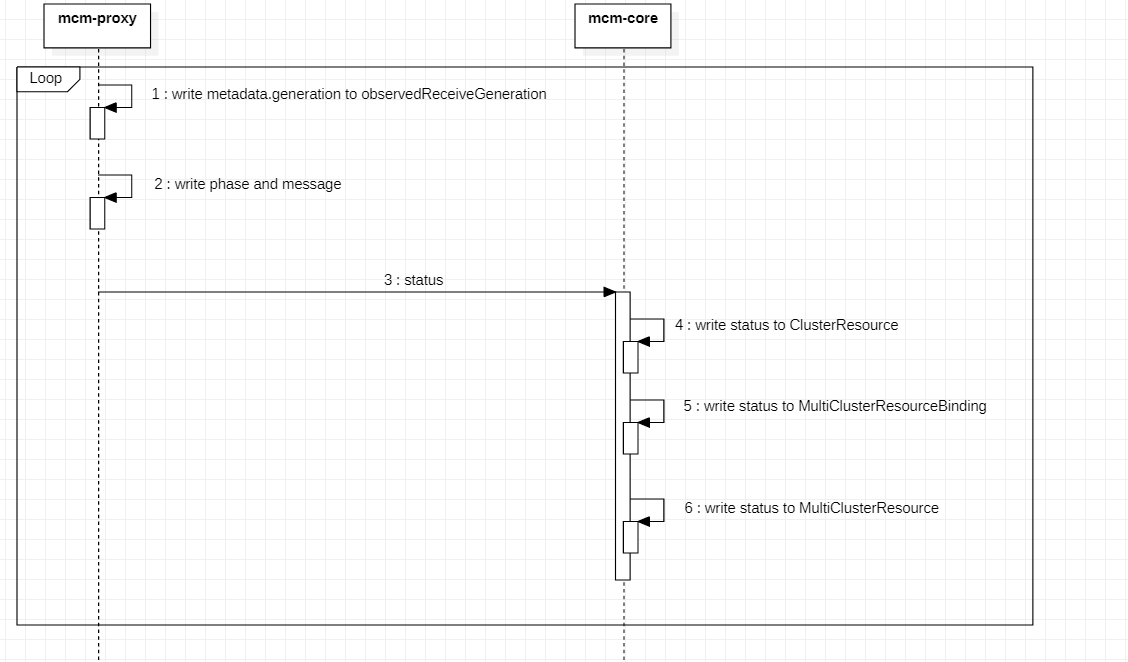 mcm-proxy
mcm-core
Loop
1 : write metadata.generation to observedReceiveGeneration
2 : write phase and message
3 : status
4 : write status to ClusterResource
5 : write status to MultiClusterResourceBinding
6 : write status to MultiClusterResource